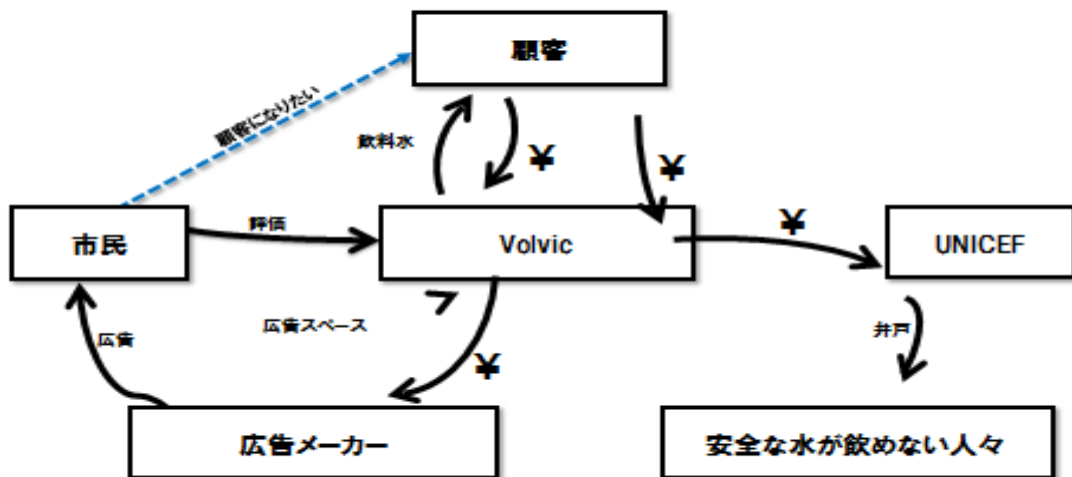 顧客
顧客になりたい
飲料水
¥
¥
市民
評価
Volvic
¥
UNICEF
広告
広告スペース
¥
井戸
広告メーカー
安全な水が飲めない人々